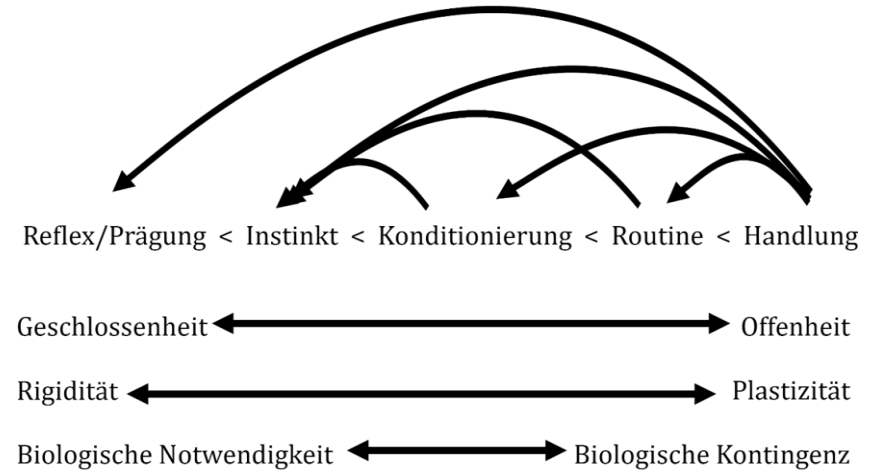 Reflex/Prägung < Instinkt < Konditionierung < Routine < Handlung
Geschlossenheit Offenheit
Rigidität Plastizität
Biologische Notwendigkeit Biologische Kontingenz